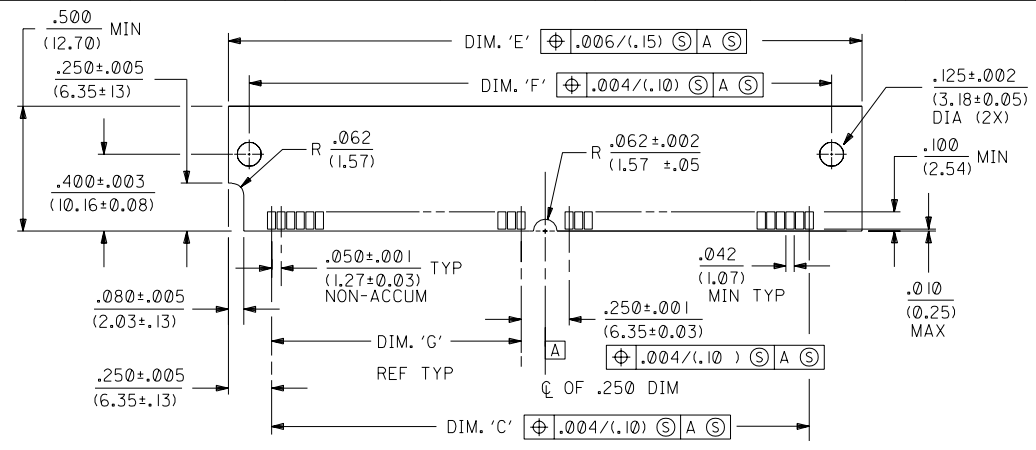 .500
(12.70) MIN
DIM. 'E' ⌖ .006/(.15) Ⓢ A Ⓢ
.250±.005
(6.35±13)
DIM. 'F' ⌖ .004/(.10) Ⓢ A Ⓢ
.125±.002
(3.18±0.05)
DIA (2X)
R .062
(1.57)
R .062±.002
(1.57 ±.05
.100
(2.54) MIN
.400±.003
(10.16±0.08)
.050±.001
(1.27±0.03) TYP
NON-ACCUM
.042
(1.07)
MIN TYP
.010
(0.25)
MAX
.080±.005
(2.03±.13)
.250±.001
(6.35±0.03)
DIM. 'G'
REF TYP
A
⌖ .004/(.10 ) Ⓢ A Ⓢ
℄ OF .250 DIM
.250±.005
(6.35±.13)
DIM. 'C' ⌖ .004/(.10) Ⓢ A Ⓢ